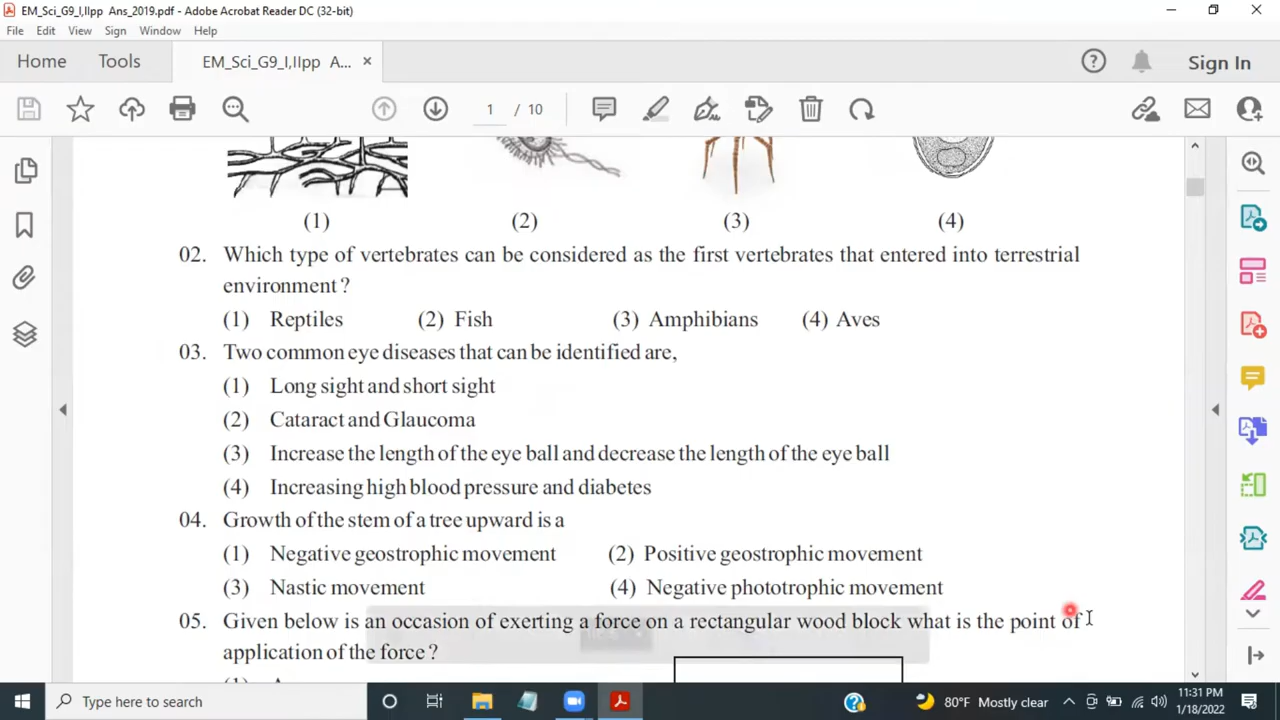 EM_Sci_G9_I,IIpp Ans_2019.pdf - Adobe Acrobat Reader DC (32-bit)
File Edit View Sign Window Help
Home Tools EM_Sci_G9_I,IIpp A... × Sign In
1 / 10
(1) (2) (3) (4)
02. Which type of vertebrates can be considered as the first vertebrates that entered into terrestrial
environment ?
(1) Reptiles (2) Fish (3) Amphibians (4) Aves
03. Two common eye diseases that can be identified are,
(1) Long sight and short sight
(2) Cataract and Glaucoma
(3) Increase the length of the eye ball and decrease the length of the eye ball
(4) Increasing high blood pressure and diabetes
04. Growth of the stem of a tree upward is a
(1) Negative geostrophic movement (2) Positive geostrophic movement
(3) Nastic movement (4) Negative phototrophic movement
05. Given below is an occasion of exerting a force on a rectangular wood block what is the point of
application of the force ?
Type here to search 80°F Mostly clear 11:31 PM
1/18/2022